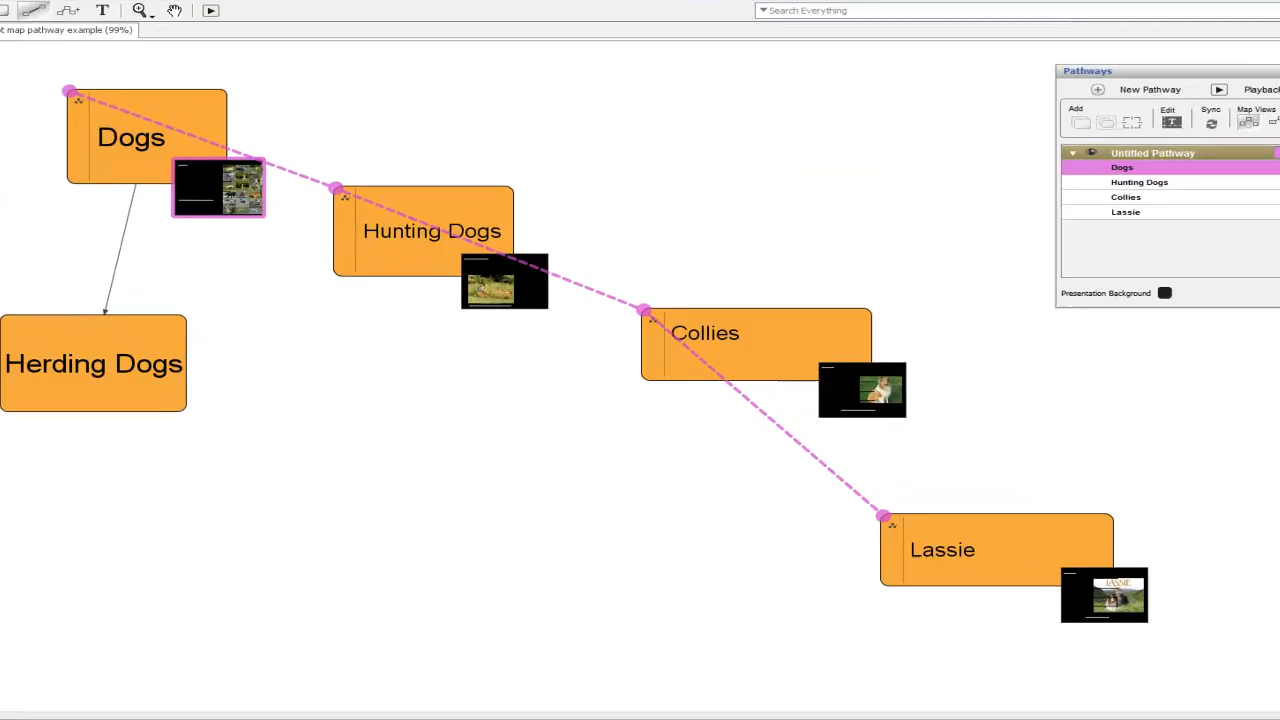 T
Search Everything
ot map pathway example (99%)
Pathways
New Pathway
Playback
Add
Edit
Sync
Map Views
Untitled Pathway
Dogs
Hunting Dogs
Collies
Lassie
Presentation Background
Dogs
Hunting Dogs
Collies
Herding Dogs
Lassie
LASSIE